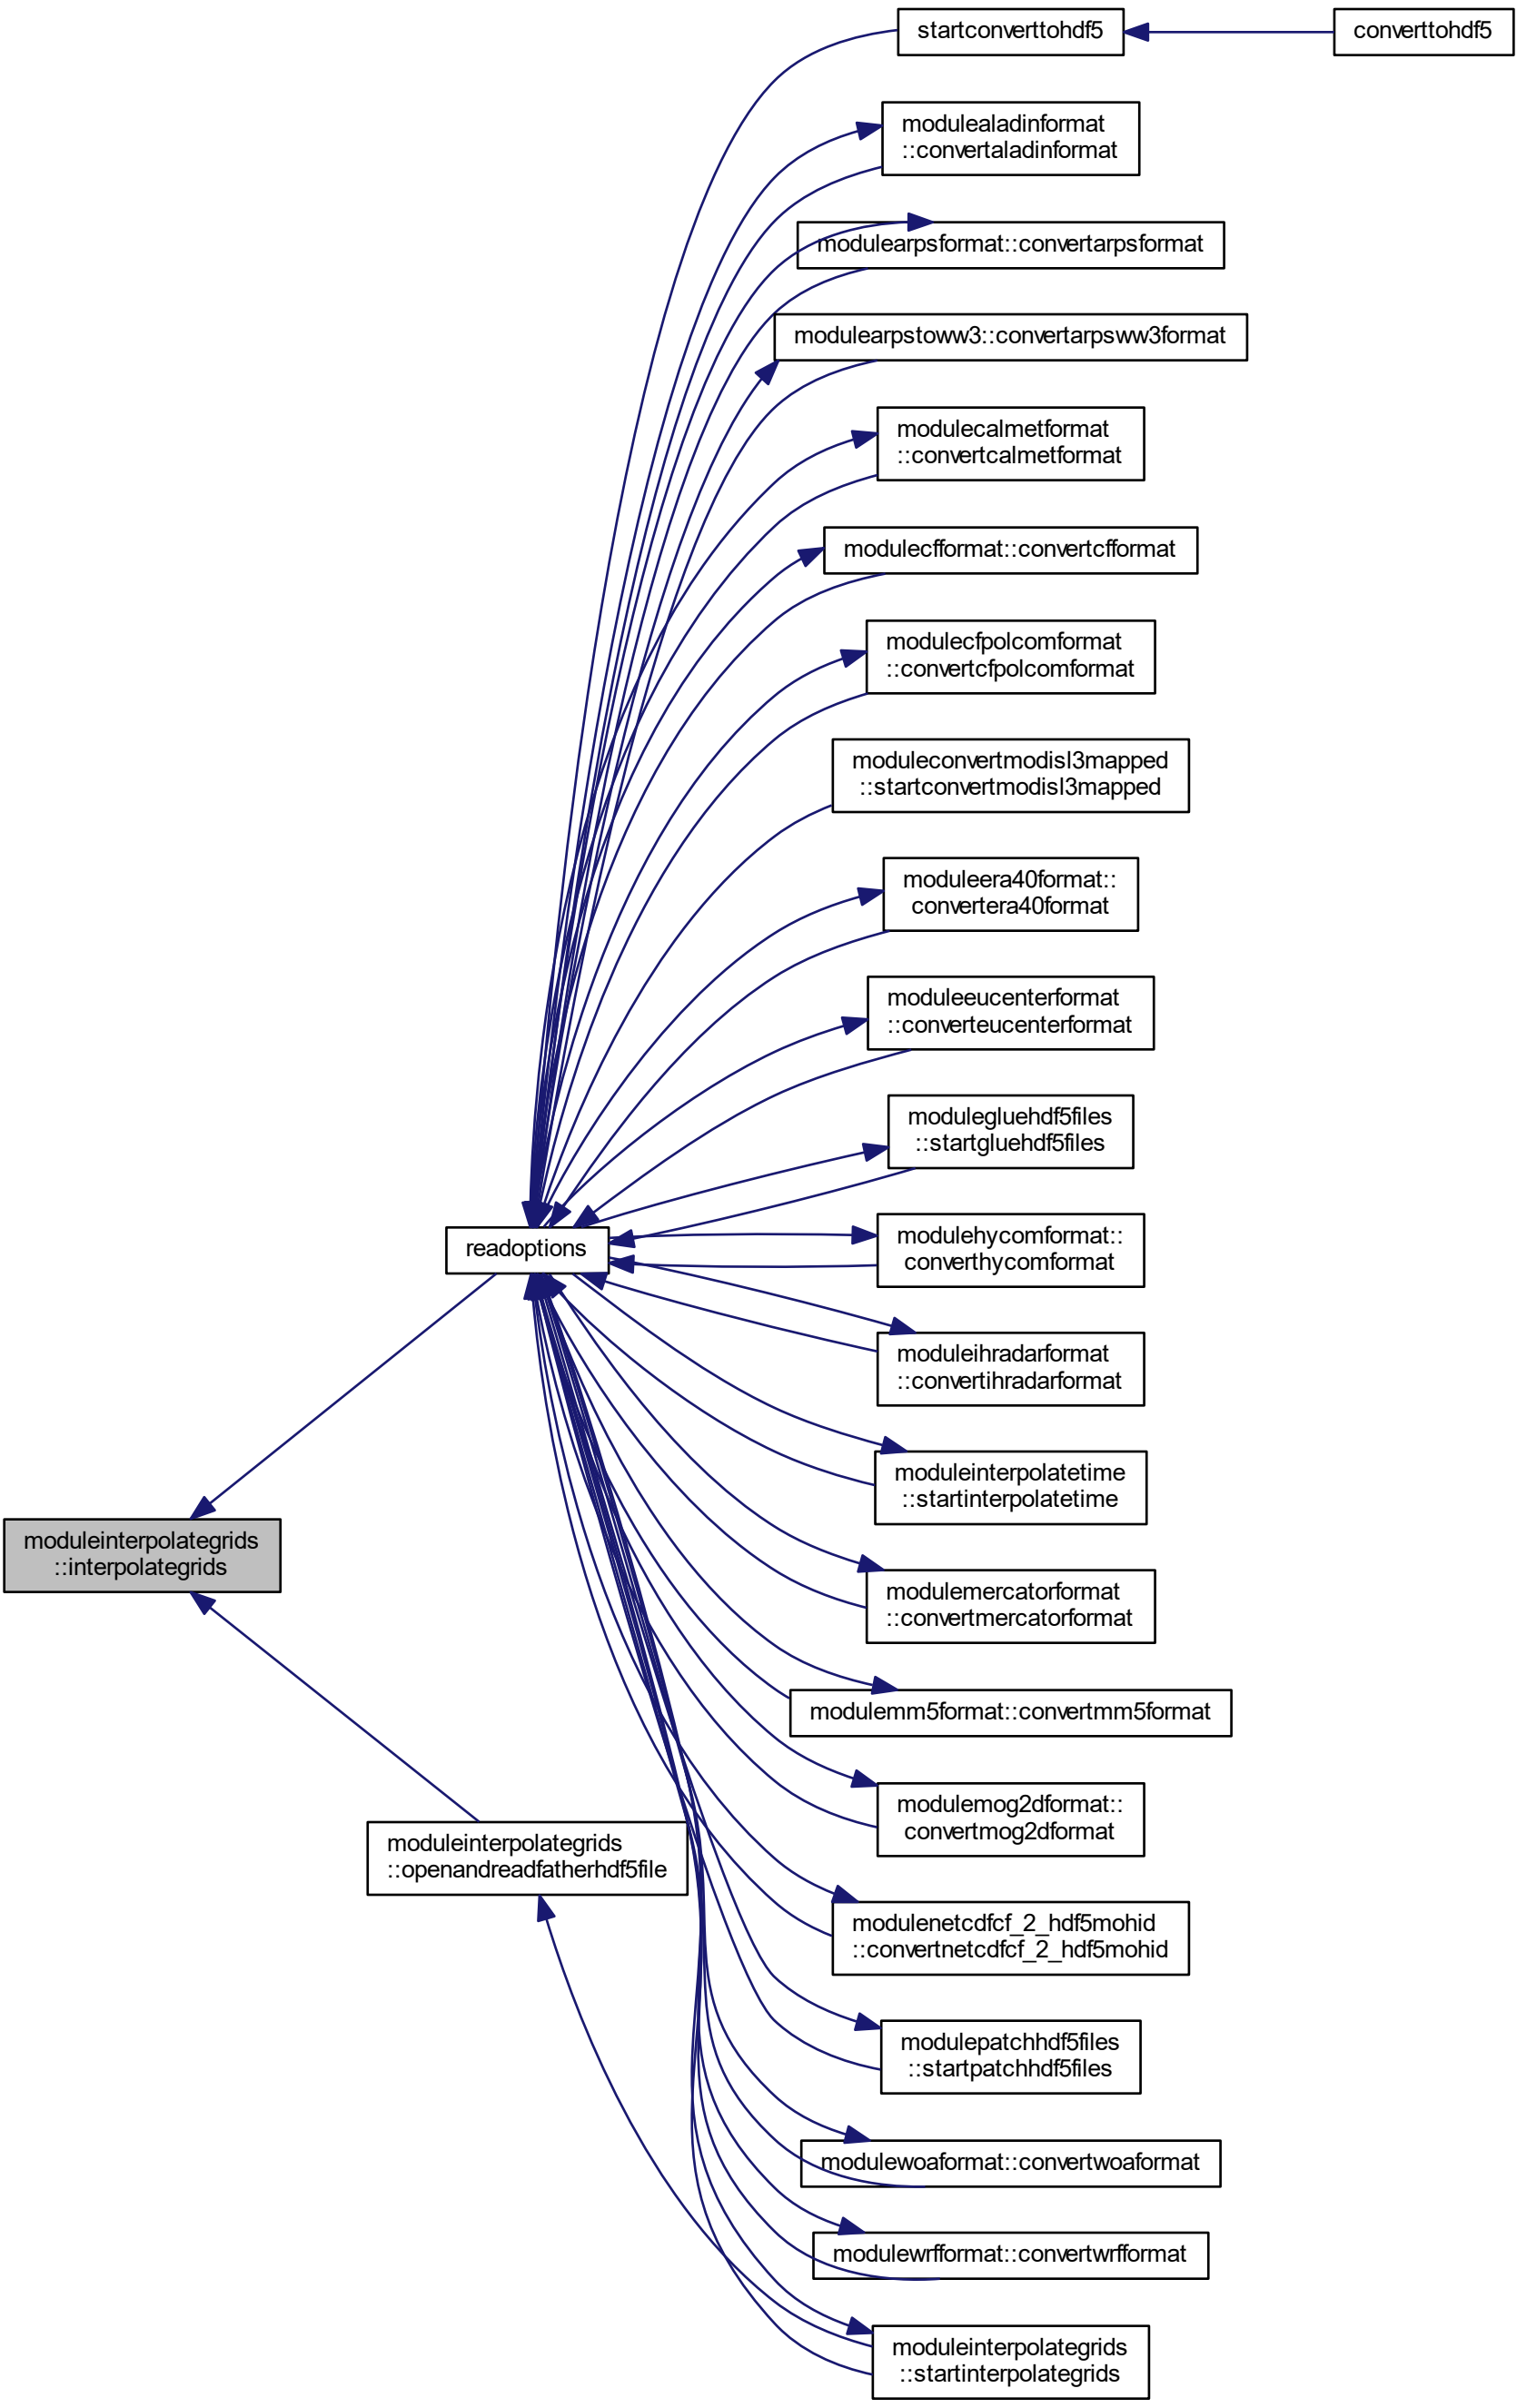 startconverttohdf5
converttohdf5
modulealadinformat
::convertaladinformat
modulearpsformat::convertarpsformat
modulearpstoww3::convertarpsww3format
modulecalmetformat
::convertcalmetformat
modulecfformat::convertcfformat
modulecfpolcomformat
::convertcfpolcomformat
moduleconvertmodisl3mapped
::startconvertmodisl3mapped
moduleera40format::
convertera40format
moduleeucenterformat
::converteucenterformat
modulegluehdf5files
::startgluehdf5files
readoptions
modulehycomformat::
converthycomformat
moduleihradarformat
::convertihradarformat
moduleinterpolatetime
::startinterpolatetime
moduleinterpolategrids
::interpolategrids
modulemercatorformat
::convertmercatorformat
modulemm5format::convertmm5format
modulemog2dformat::
convertmog2dformat
moduleinterpolategrids
::openandreadfatherhdf5file
modulenetcdfcf_2_hdf5mohid
::convertnetcdfcf_2_hdf5mohid
modulepatchhdf5files
::startpatchhdf5files
modulewoaformat::convertwoaformat
modulewrfformat::convertwrfformat
moduleinterpolategrids
::startinterpolategrids